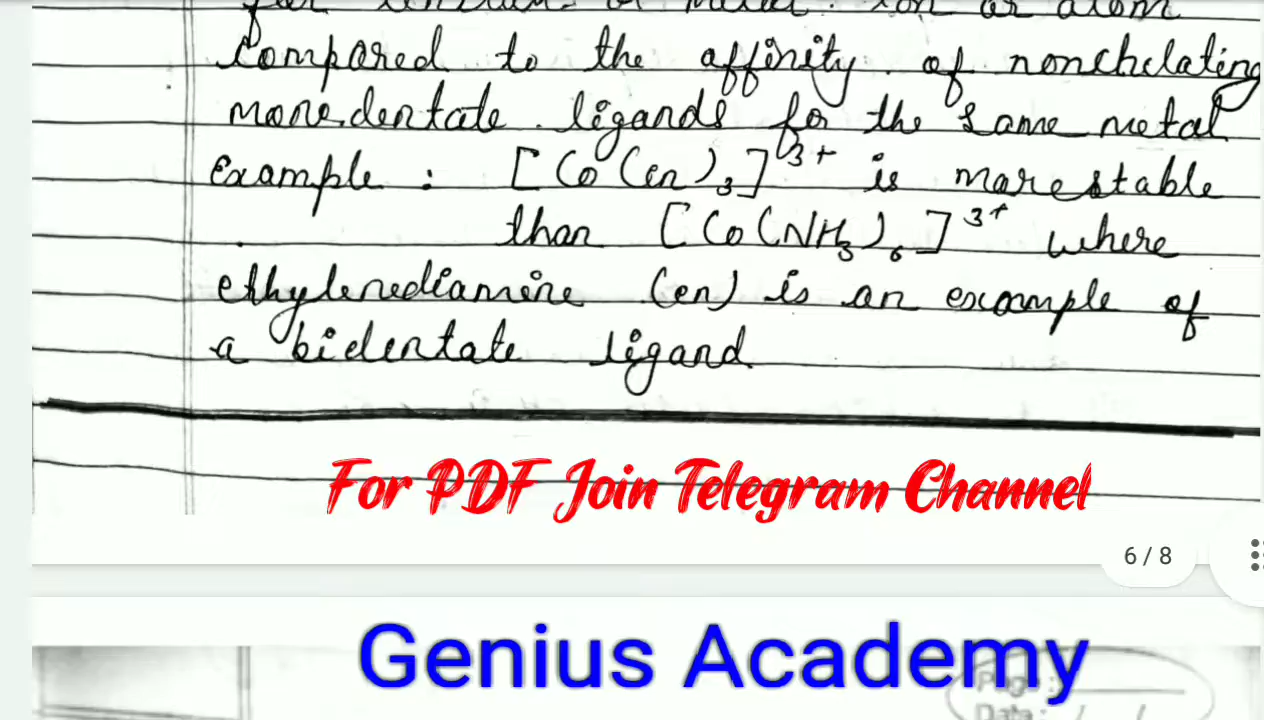 compared to the affinity of nonchelating
monodentate ligands for the same metal
Example : [Co(en)₃]³⁺ is more stable
than [Co(NH₃)₆]³⁺ where
ethylenediamine (en) is an example of
a bidentate ligand
For PDF Join Telegram Channel
6 / 8
Genius Academy
Page :
Date : / /